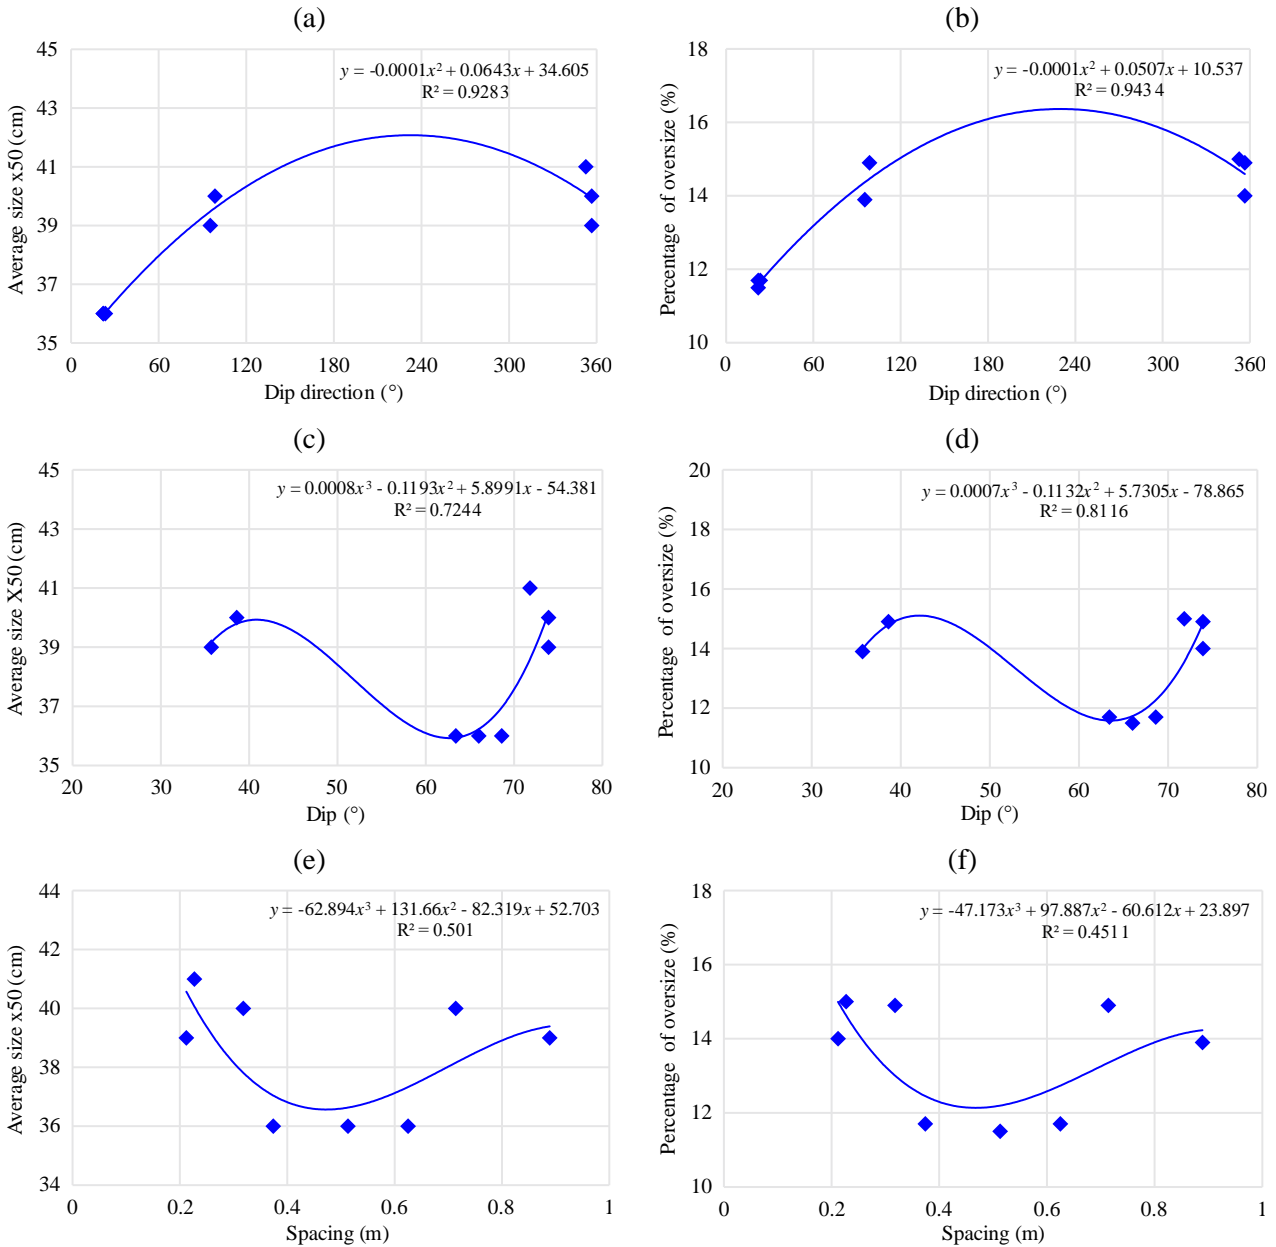 (a)
45
43
41
39
37
35
0
60
120
180
240
300
360
Average size x50 (cm)
Dip direction (°)
y = -0.0001x² + 0.0643x + 34.605
R² = 0.9283
(b)
18
16
14
12
10
0
60
120
180
240
300
360
Percentage of oversize (%)
Dip direction (°)
y = -0.0001x² + 0.0507x + 10.537
R² = 0.9434
(c)
45
43
41
39
37
35
20
30
40
50
60
70
80
Average size X50 (cm)
Dip (°)
y = 0.0008x³ - 0.1193x² + 5.8991x - 54.381
R² = 0.7244
(d)
20
18
16
14
12
10
20
30
40
50
60
70
80
Percentage of oversize (%)
Dip (°)
y = 0.0007x³ - 0.1132x² + 5.7305x - 78.865
R² = 0.8116
(e)
44
42
40
38
36
34
0
0.2
0.4
0.6
0.8
1
Average size x50 (cm)
Spacing (m)
y = -62.894x³ + 131.66x² - 82.319x + 52.703
R² = 0.501
(f)
18
16
14
12
10
0
0.2
0.4
0.6
0.8
1
Percentage of oversize (%)
Spacing (m)
y = -47.173x³ + 97.887x² - 60.612x + 23.897
R² = 0.4511